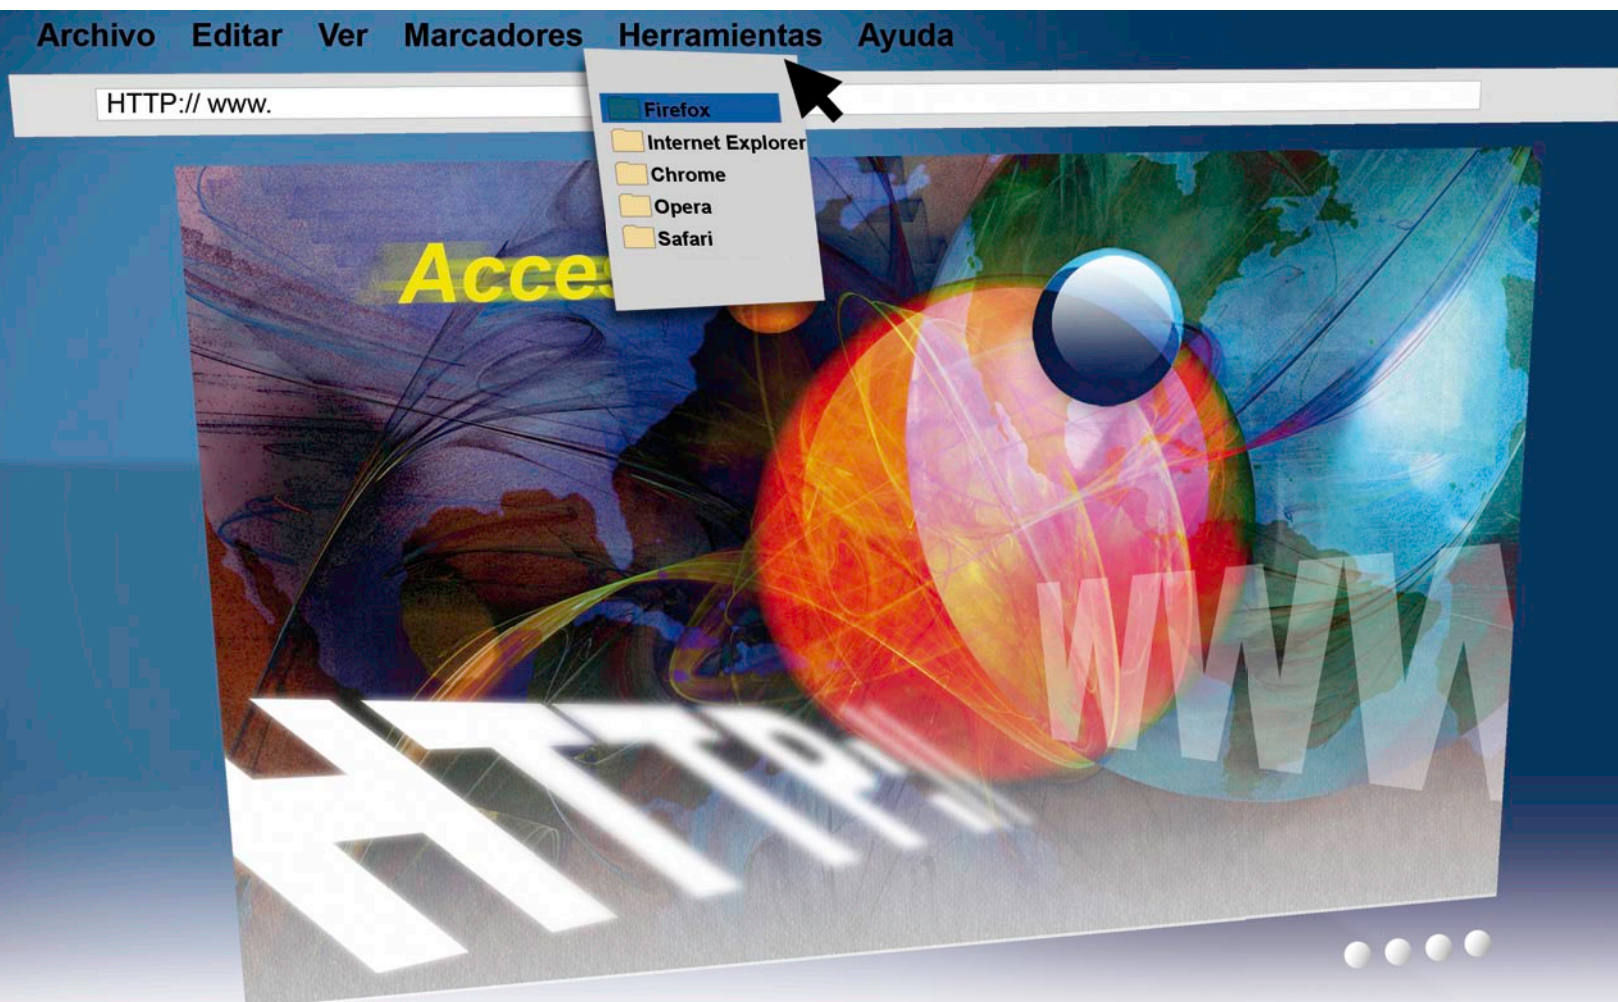 Archivo Editar Ver Marcadores Herramientas Ayuda
HTTP:// www.
Firefox
Internet Explorer
Chrome
Opera
Safari
Acces
WWW
HTTP://